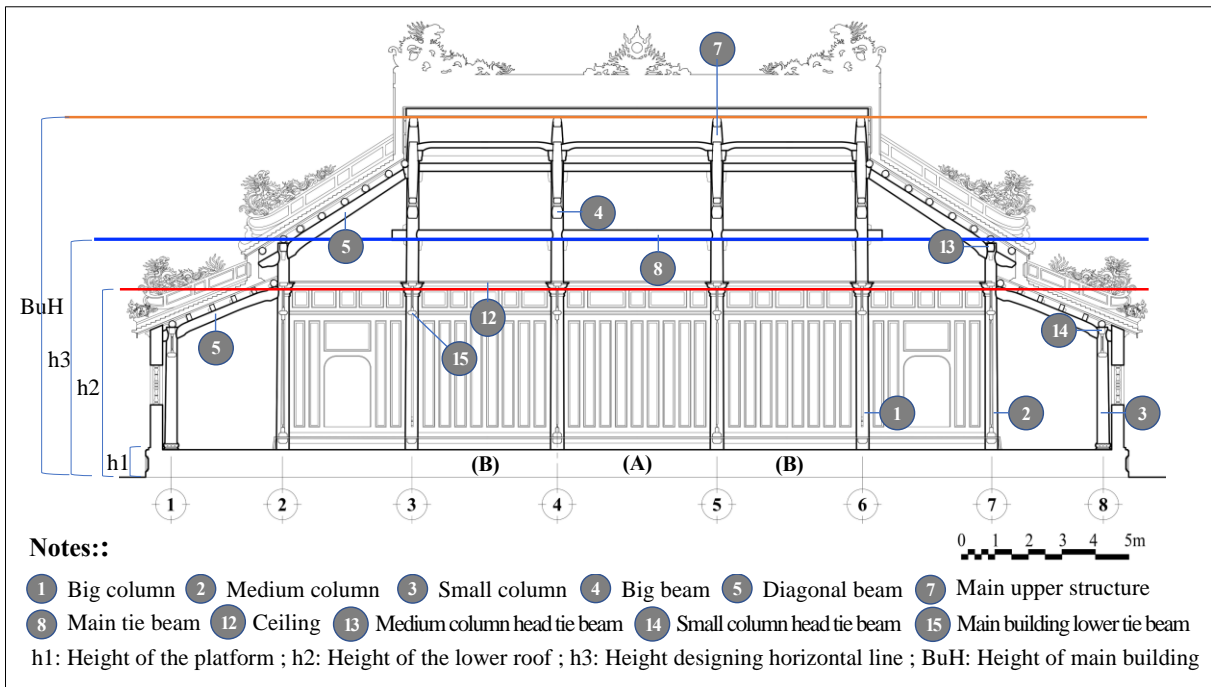 7
4
5
13
8
BuH
12
14
h3
5
15
h2
1
2
3
h1
(B) (A) (B)
1 2 3 4 5 6 7 8
Notes::
0 1 2 3 4 5m
1 Big column 2 Medium column 3 Small column 4 Big beam 5 Diagonal beam 7 Main upper structure
8 Main tie beam 12 Ceiling 13 Medium column head tie beam 14 Small column head tie beam 15 Main building lower tie beam
h1: Height of the platform ; h2: Height of the lower roof ; h3: Height designing horizontal line ; BuH: Height of main building